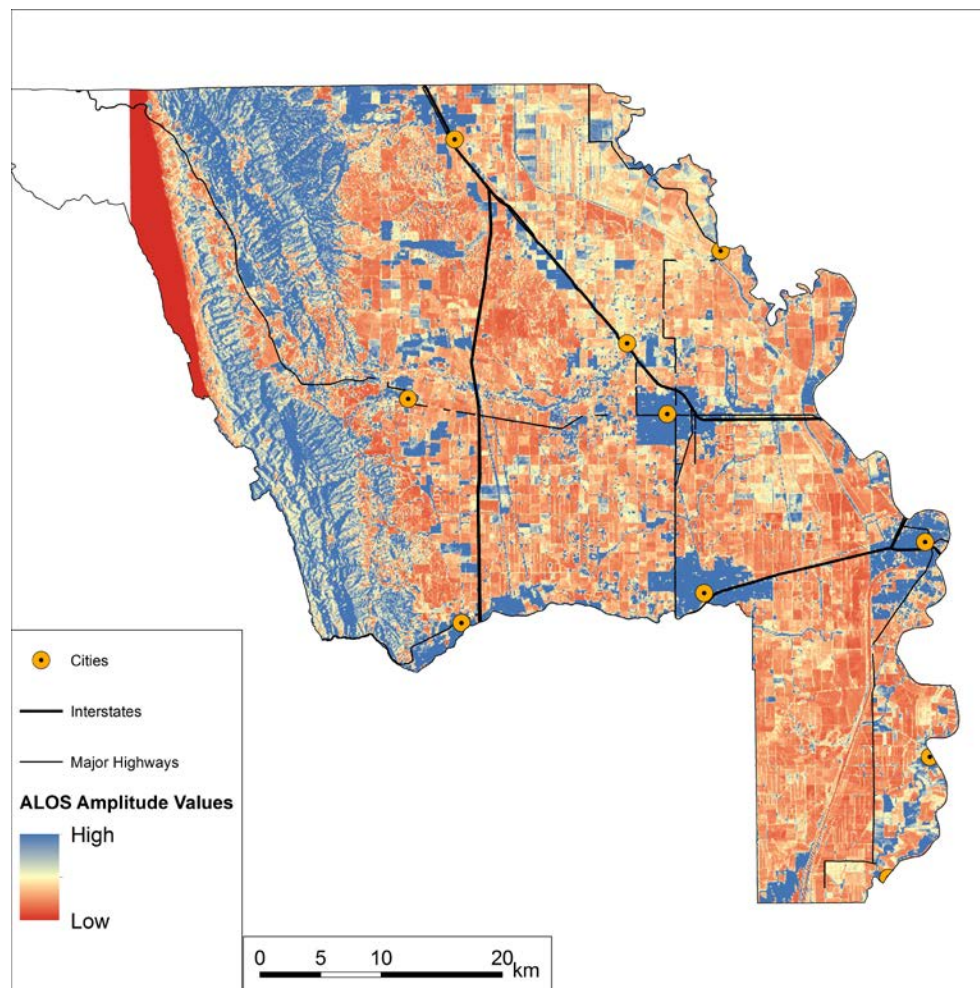 Cities
Interstates
Major Highways
ALOS Amplitude Values
High
Low
0 5 10 20
km